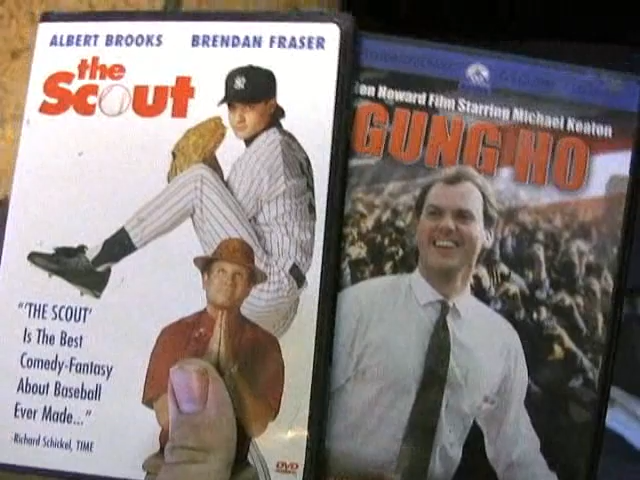 ALBERT BROOKS BRENDAN FRASER
the
Scout
"'THE SCOUT'
Is The Best
Comedy-Fantasy
About Baseball
Ever Made..."
-Richard Schickel, TIME
DVD
Howard Film Starring Michael Keaton
GUNG HO